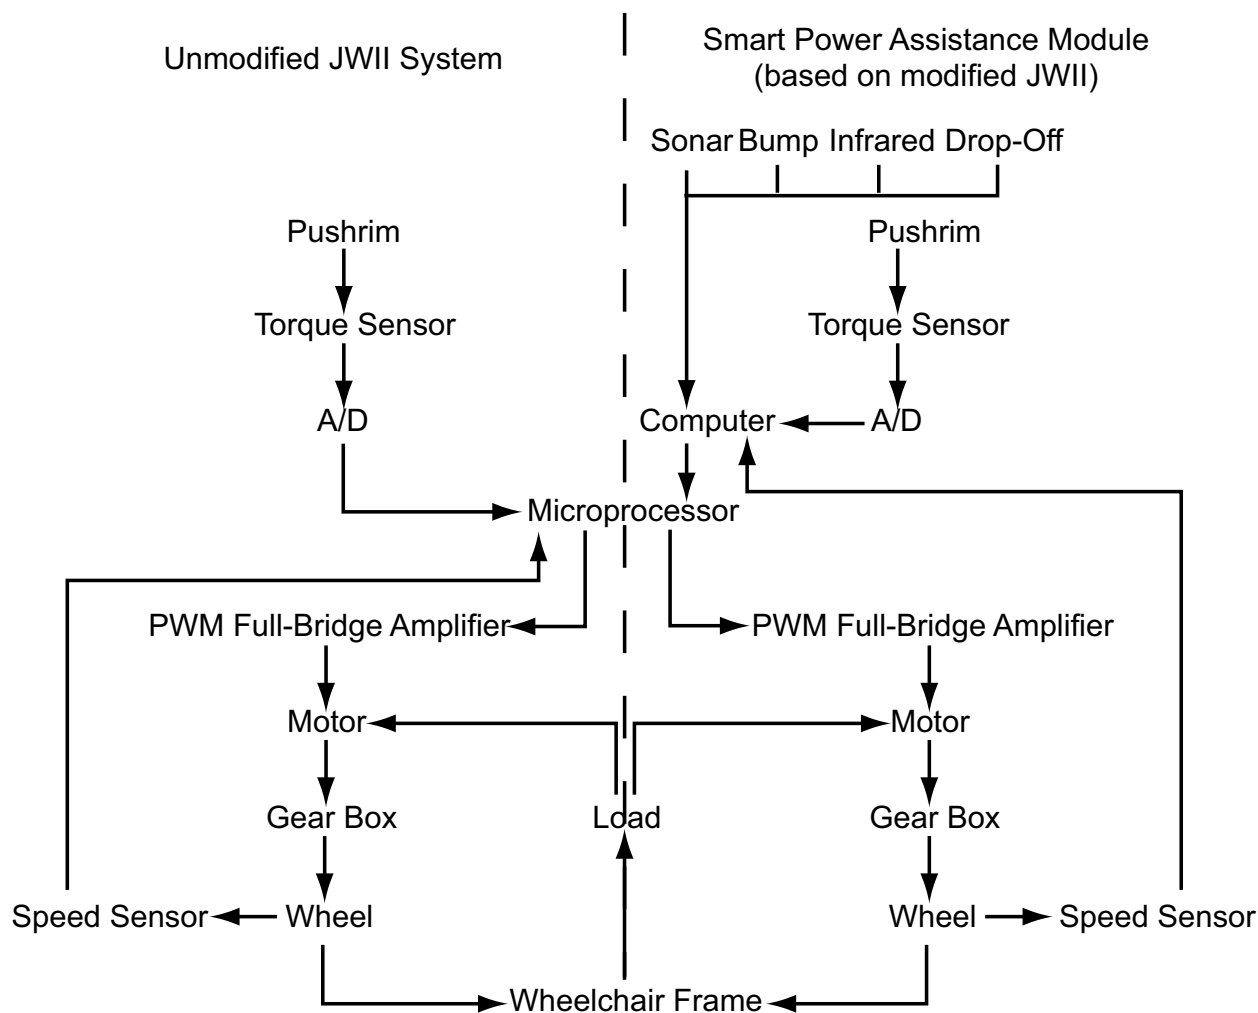 Unmodified JWII System
Smart Power Assistance Module
(based on modified JWII)
Sonar Bump Infrared Drop-Off
Pushrim
Pushrim
Torque Sensor
Torque Sensor
A/D
Computer
A/D
Microprocessor
PWM Full-Bridge Amplifier
PWM Full-Bridge Amplifier
Motor
Motor
Gear Box
Load
Gear Box
Speed Sensor
Wheel
Wheel
Speed Sensor
Wheelchair Frame